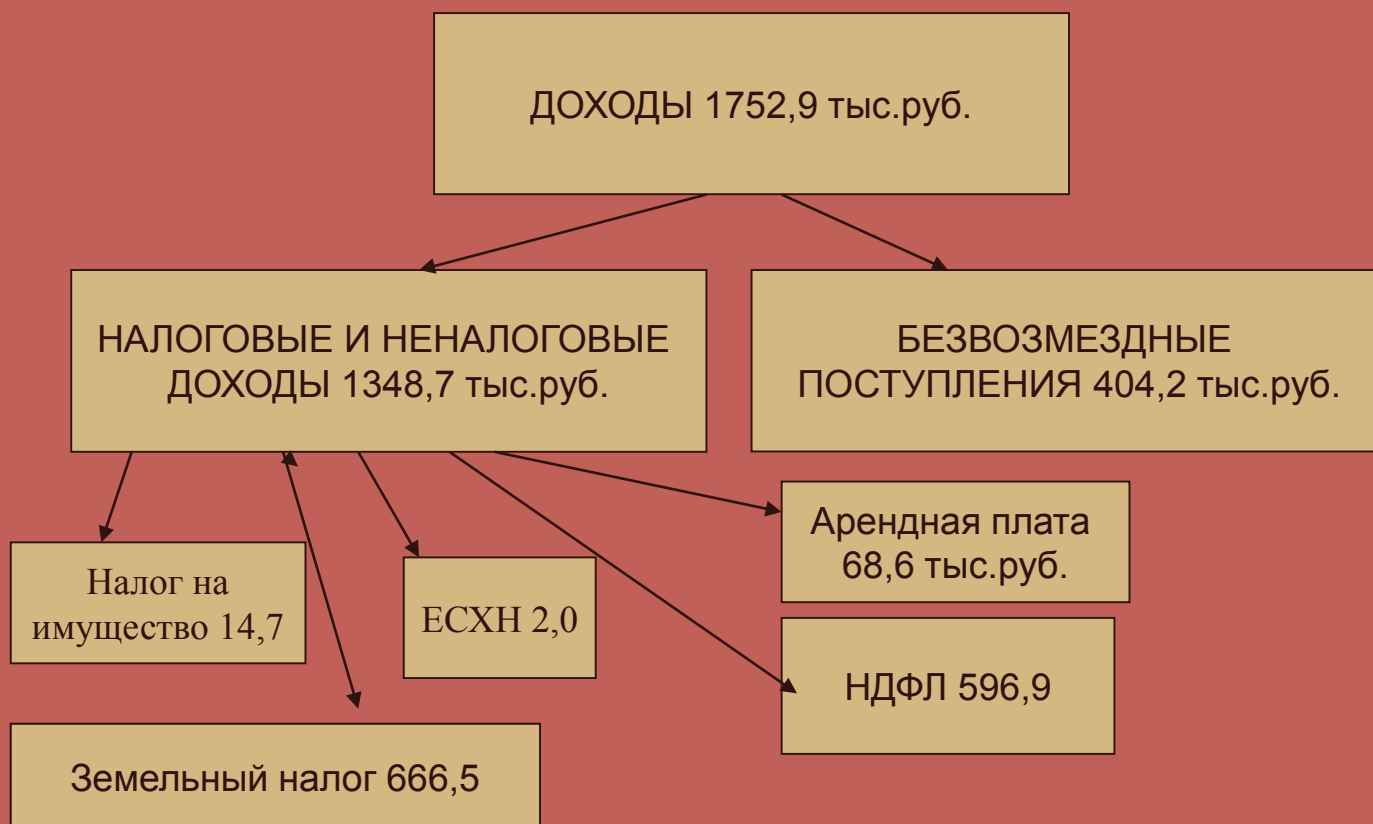 ДОХОДЫ 1752,9 тыс.руб.
НАЛОГОВЫЕ И НЕНАЛОГОВЫЕ
ДОХОДЫ 1348,7 тыс.руб.
БЕЗВОЗМЕЗДНЫЕ
ПОСТУПЛЕНИЯ 404,2 тыс.руб.
Налог на
имущество 14,7
ЕСХН 2,0
Арендная плата
68,6 тыс.руб.
НДФЛ 596,9
Земельный налог 666,5